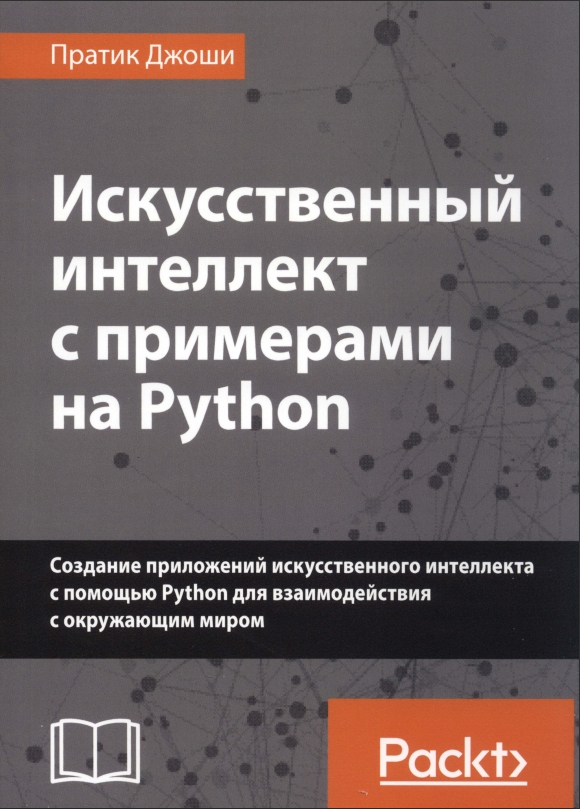 Пратик Джоши
Искусственный
интеллект
с примерами
на Python
Создание приложений искусственного интеллекта
с помощью Python для взаимодействия
с окружающим миром
Packt>